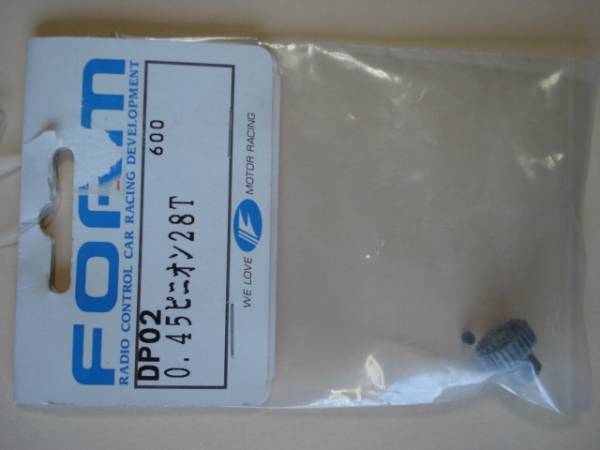 FORM
RADIO CONTROL CAR RACING DEVELOPMENT
DP02 600
0.45ピニオン28T
WE LOVE MOTOR RACING